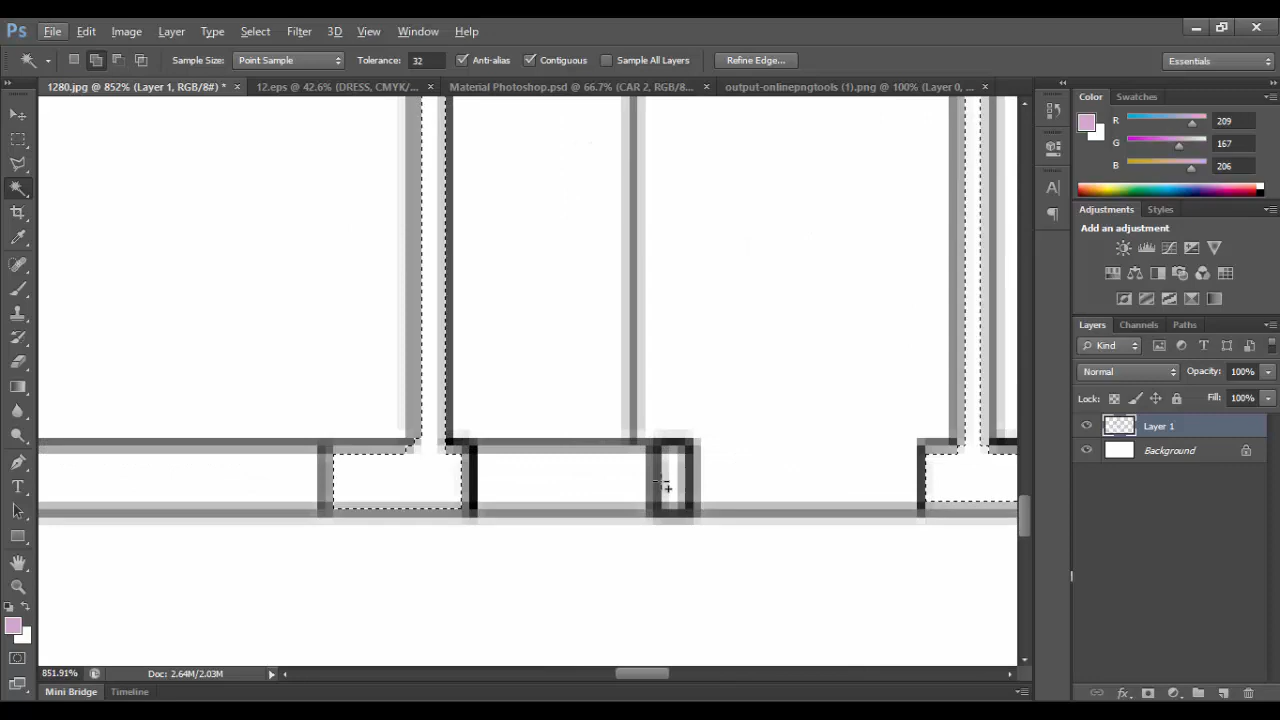 Ps File Edit Image Layer Type Select Filter 3D View Window Help
Sample Size: Point Sample Tolerance: 32 Anti-alias Contiguous Sample All Layers Refine Edge... Essentials
1280.jpg @ 852% (Layer 1, RGB/8#) * 12.eps @ 42.6% (DRESS, CMYK/... Material Photoshop.psd @ 66.7% (CAR 2, RGB/8... output-onlinepngtools (1).png @ 100% (Layer 0, ...
Color Swatches
R 209
G 167
B 206
Adjustments Styles
Add an adjustment
Layers Channels Paths
Kind
Normal Opacity: 100%
Lock: Fill: 100%
Layer 1
Background
851.91% Doc: 2.64M/2.03M
Mini Bridge Timeline